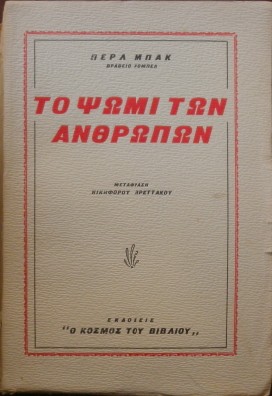 ΠΕΡΛ ΜΠΑΚ
ΒΡΑΒΕΙΟ ΝΟΜΠΕΛ
ΤΟ ΨΩΜΙ ΤΩΝ
ΑΝΘΡΩΠΩΝ
ΜΕΤΑΦΡΑΣΗ
ΝΙΚΗΦΟΡΟΥ ΒΡΕΤΤΑΚΟΥ
ΕΚΔΟΣΕΙΣ
"Ο ΚΟΣΜΟΣ ΤΟΥ ΒΙΒΛΙΟΥ„